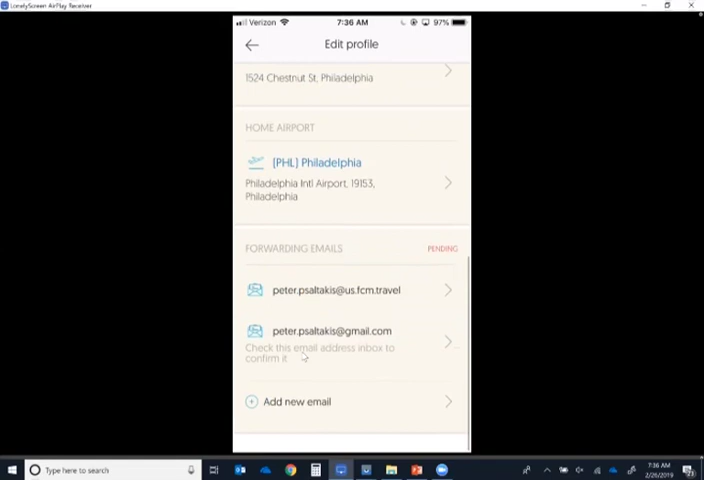 LonelyScreen AirPlay Receiver
Verizon 7:36 AM 97%
Edit profile
1524 Chestnut St, Philadelphia
HOME AIRPORT
[PHL] Philadelphia
Philadelphia Intl Airport, 19153,
Philadelphia
FORWARDING EMAILS PENDING
peter.psaltakis@us.fcm.travel
peter.psaltakis@gmail.com
Check this email address inbox to
confirm it
Add new email
Type here to search
7:36 AM
2/26/2019